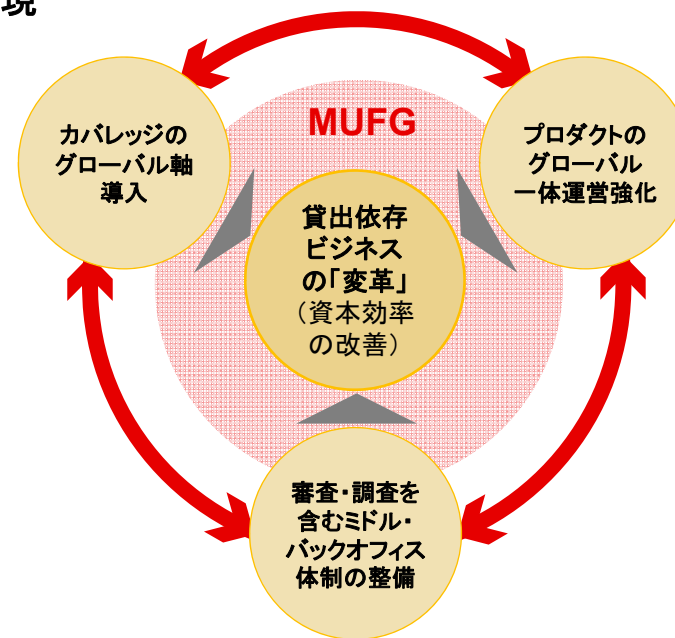 現
MUFG
カバレッジの
グローバル軸
導入
プロダクトの
グローバル
一体運営強化
貸出依存
ビジネス
の「変革」
（資本効率
の改善）
審査・調査を
含むミドル・
バックオフィス
体制の整備